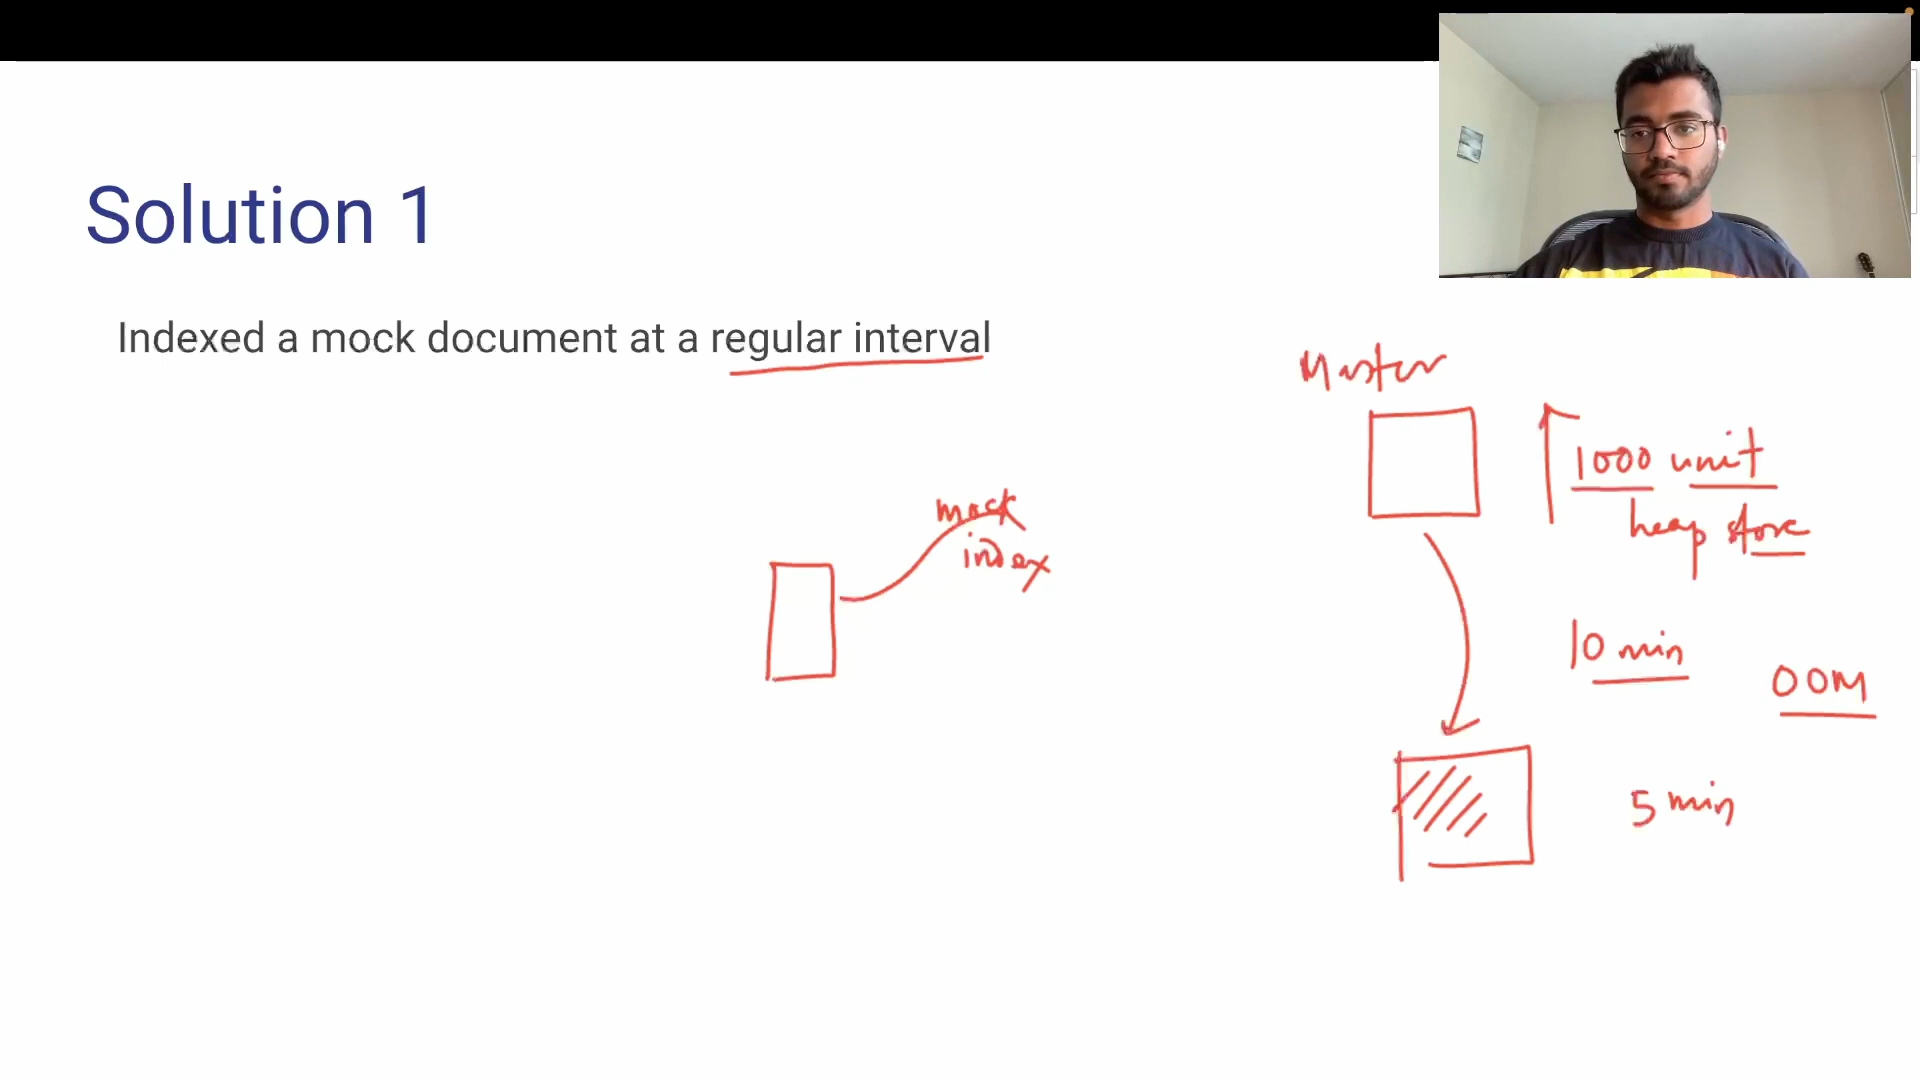 Solution 1
Indexed a mock document at a regular interval
Master
1000 unit
heap store
mock
index
10 min
OOM
5 min